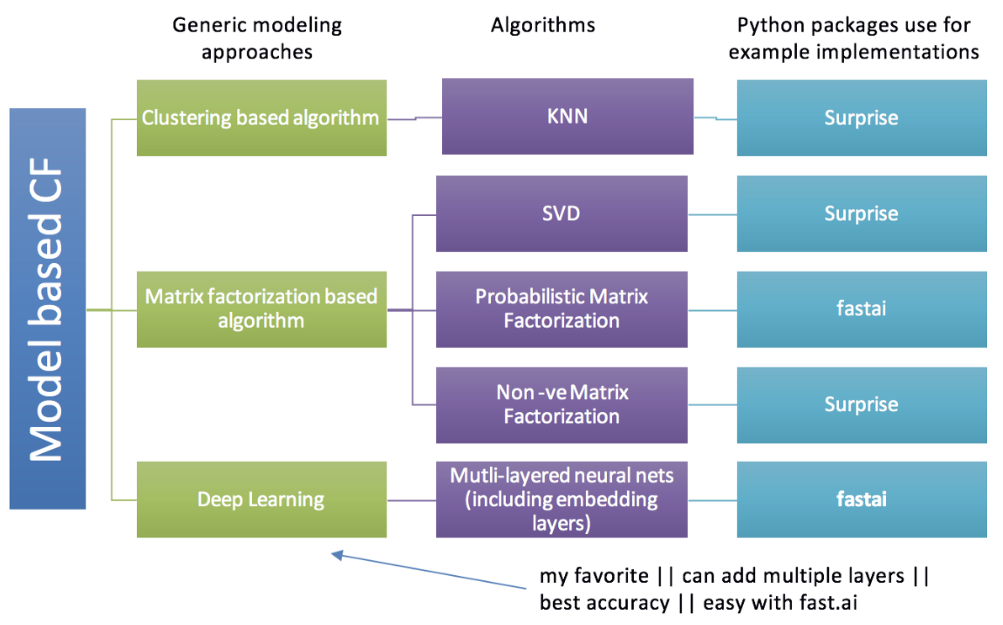 Generic modeling
approaches
Algorithms
Python packages use for
example implementations
Model based CF
Clustering based algorithm
KNN
Surprise
Matrix factorization based
algorithm
SVD
Surprise
Probabilistic Matrix
Factorization
fastai
Non -ve Matrix
Factorization
Surprise
Deep Learning
Mutli-layered neural nets
(including embedding
layers)
fastai
my favorite || can add multiple layers ||
best accuracy || easy with fast.ai